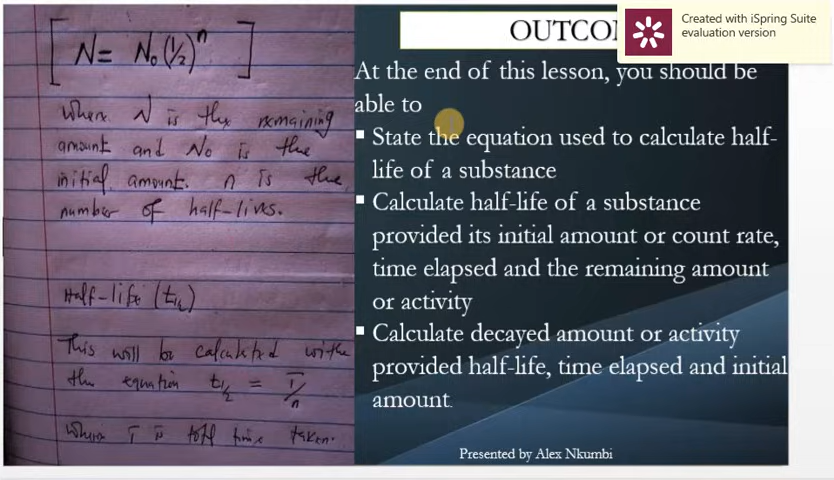 [N = N₀(1/2)ⁿ]
where N is the remaining
amount and N₀ is the
initial amount. n is the
number of half-lives.
Half-life (t½)
This will be calculated with
the equation t½ = T/n
where T is total time taken.
OUTCO
Created with iSpring Suite
evaluation version
At the end of this lesson, you should be
able to
▪ State the equation used to calculate half-
life of a substance
▪ Calculate half-life of a substance
provided its initial amount or count rate,
time elapsed and the remaining amount
or activity
▪ Calculate decayed amount or activity
provided half-life, time elapsed and initial
amount.
Presented by Alex Nkumbi